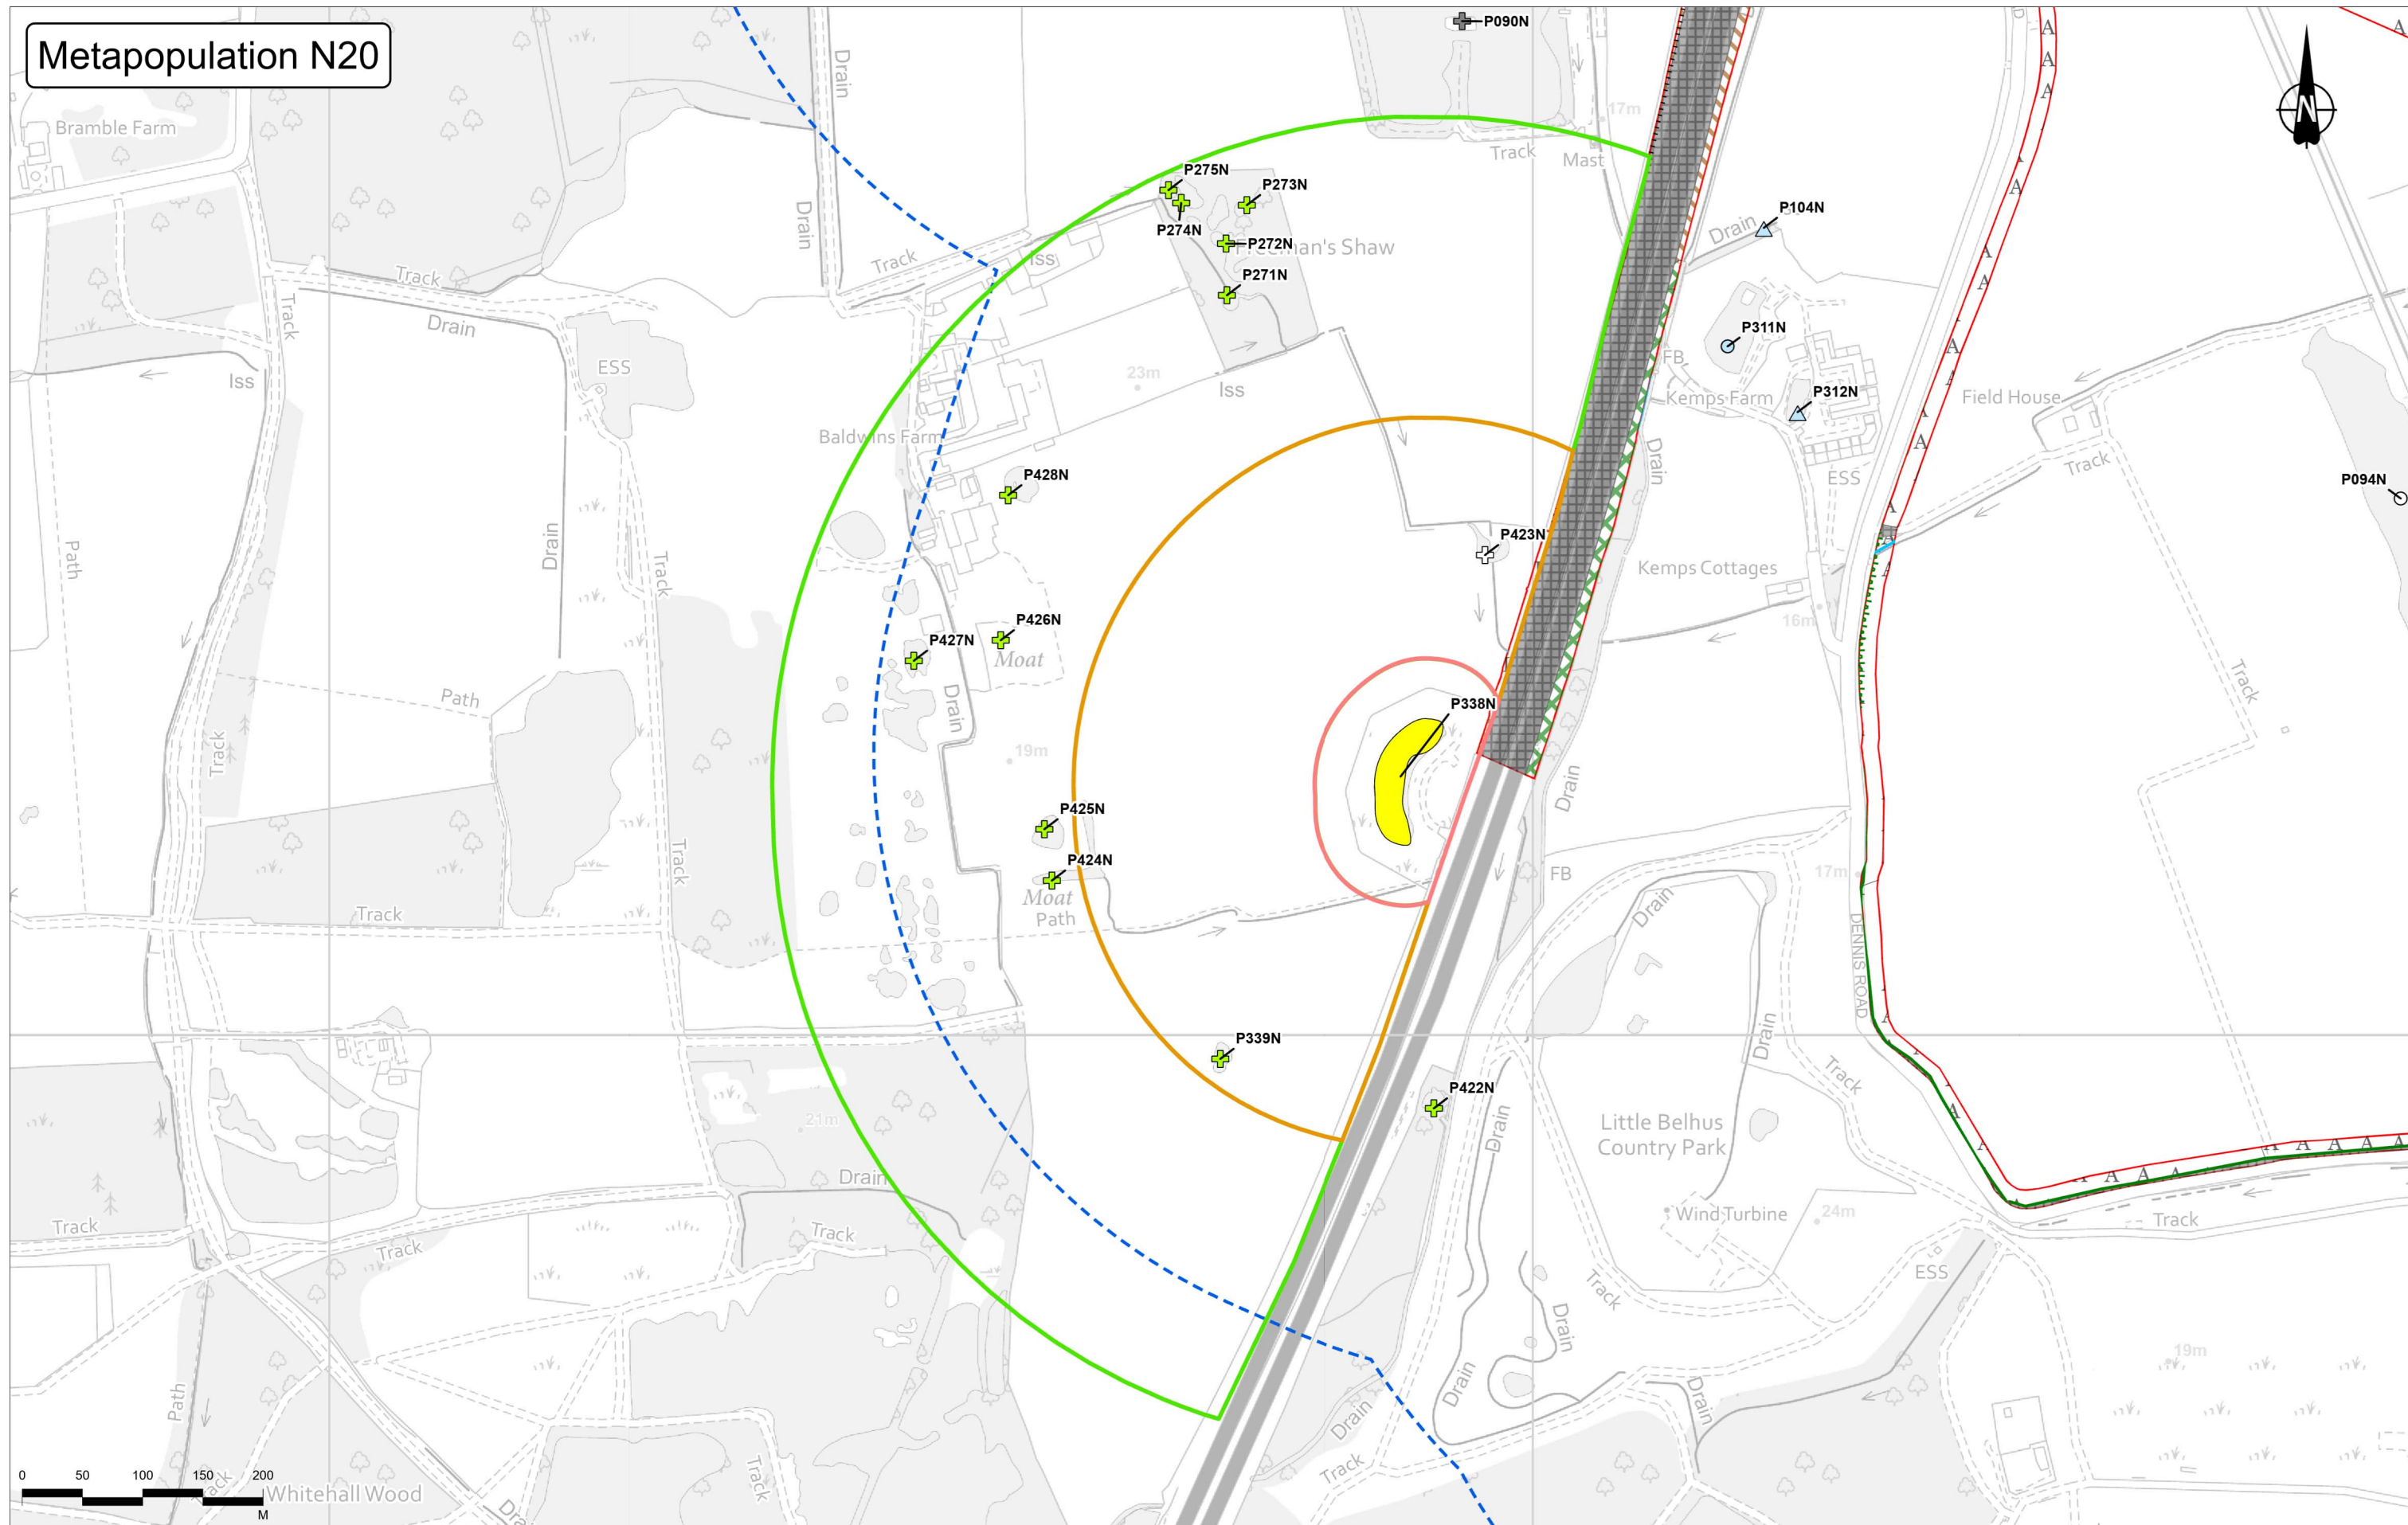 Metapopulation N20
P090N
Drain
Bramble Farm
17m
Track
Mast
P275N
P273N
P274N
P104N
Drain
Drain
P272N
Freeman's Shaw
Iss
Track
Track
P271N
Track
Drain
P311N
FB
ESS
Iss
23m
Iss
Kemps Farm
P312N
Field House
Baldwins Farm
Drain
Track
ESS
P428N
P094N
Drain
P423N
Path
Track
Kemps Cottages
P426N
16m
P427N
Moat
Track
Path
Drain
P338N
Track
19m
Drain
P425N
P424N
Track
Moat
Path
FB
17m
Drain
Track
DENNIS ROAD
P339N
Drain
Track
P422N
Drain
21m
Little Belhus
Country Park
Drain
Wind Turbine
24m
Track
Track
Track
Track
ESS
Track
Drain
19m
Path
Drain
Drain
Drain
Track
Track
Track
0 50 100 150 200
M
Whitehall Wood
N
A A A A A A A A